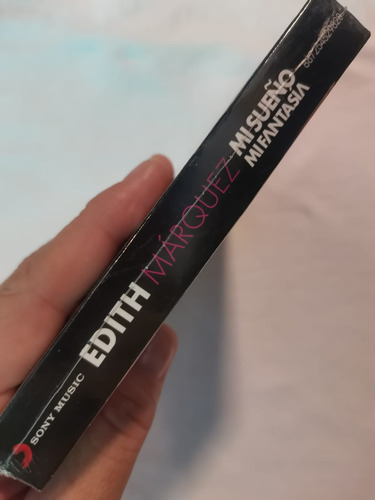 SONY MUSIC
EDITH MÁRQUEZ
MI SUEÑO
MI FANTASÍA